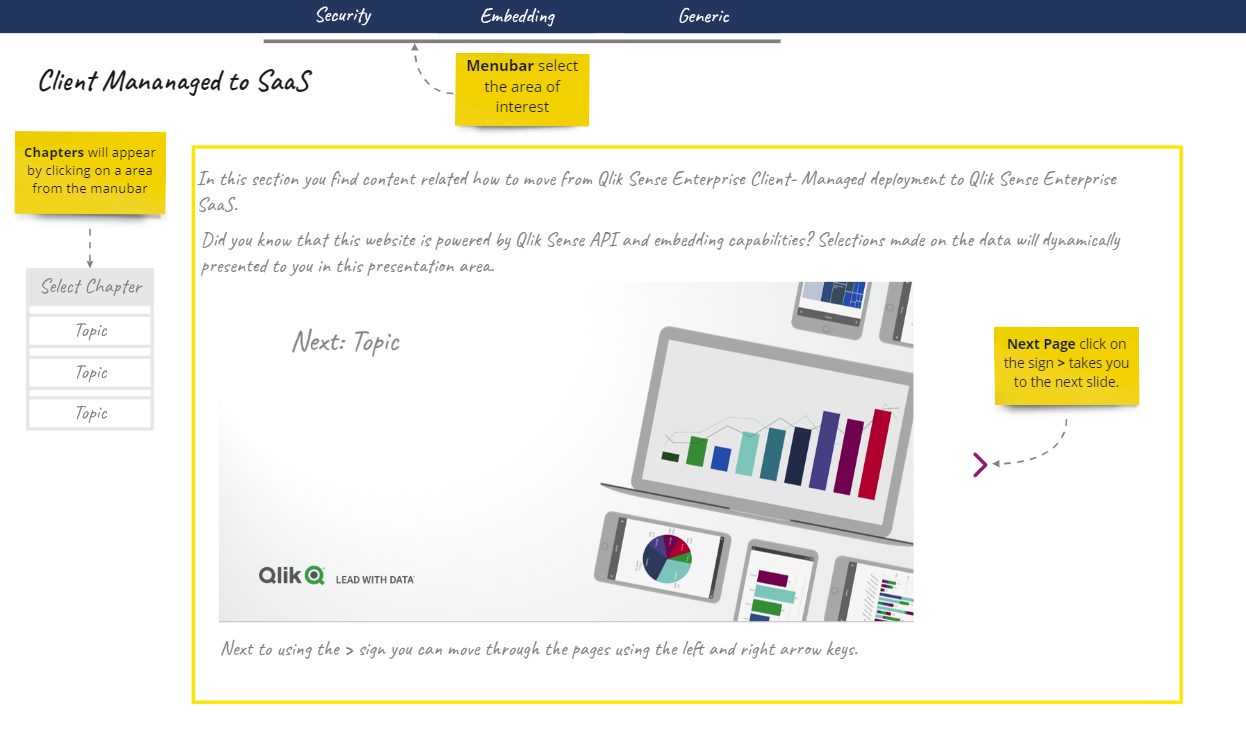 Security Embedding Generic
Menubar select
the area of
interest
Client Mananaged to SaaS
Chapters will appear
by clicking on a area
from the manubar
In this section you find content related how to move from Qlik Sense Enterprise Client- Managed deployment to Qlik Sense Enterprise
SaaS.
Did you know that this website is powered by Qlik Sense API and embedding capabilities? Selections made on the data will dynamically
presented to you in this presentation area.
Select Chapter
Topic
Topic
Topic
Next: Topic
Next Page click on
the sign > takes you
to the next slide.
Qlik LEAD WITH DATA
Next to using the > sign you can move through the pages using the left and right arrow keys.